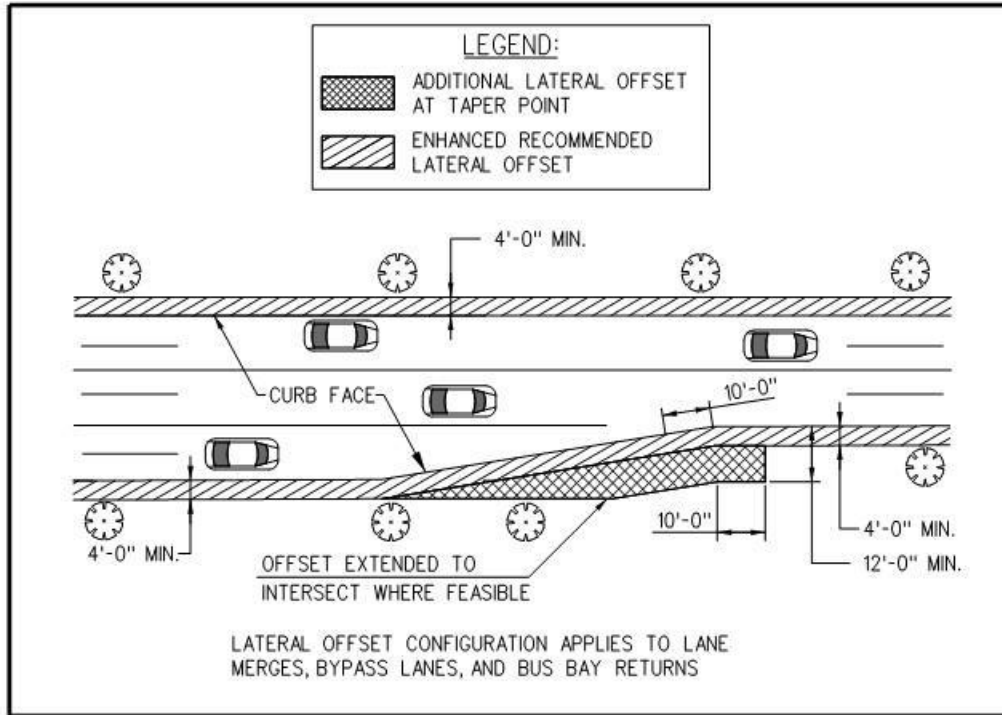 LEGEND:
ADDITIONAL LATERAL OFFSET
AT TAPER POINT
ENHANCED RECOMMENDED
LATERAL OFFSET
4'-0" MIN.
CURB FACE
10'-0"
4'-0" MIN.
10'-0"
4'-0" MIN.
12'-0" MIN.
OFFSET EXTENDED TO
INTERSECT WHERE FEASIBLE
LATERAL OFFSET CONFIGURATION APPLIES TO LANE
MERGES, BYPASS LANES, AND BUS BAY RETURNS